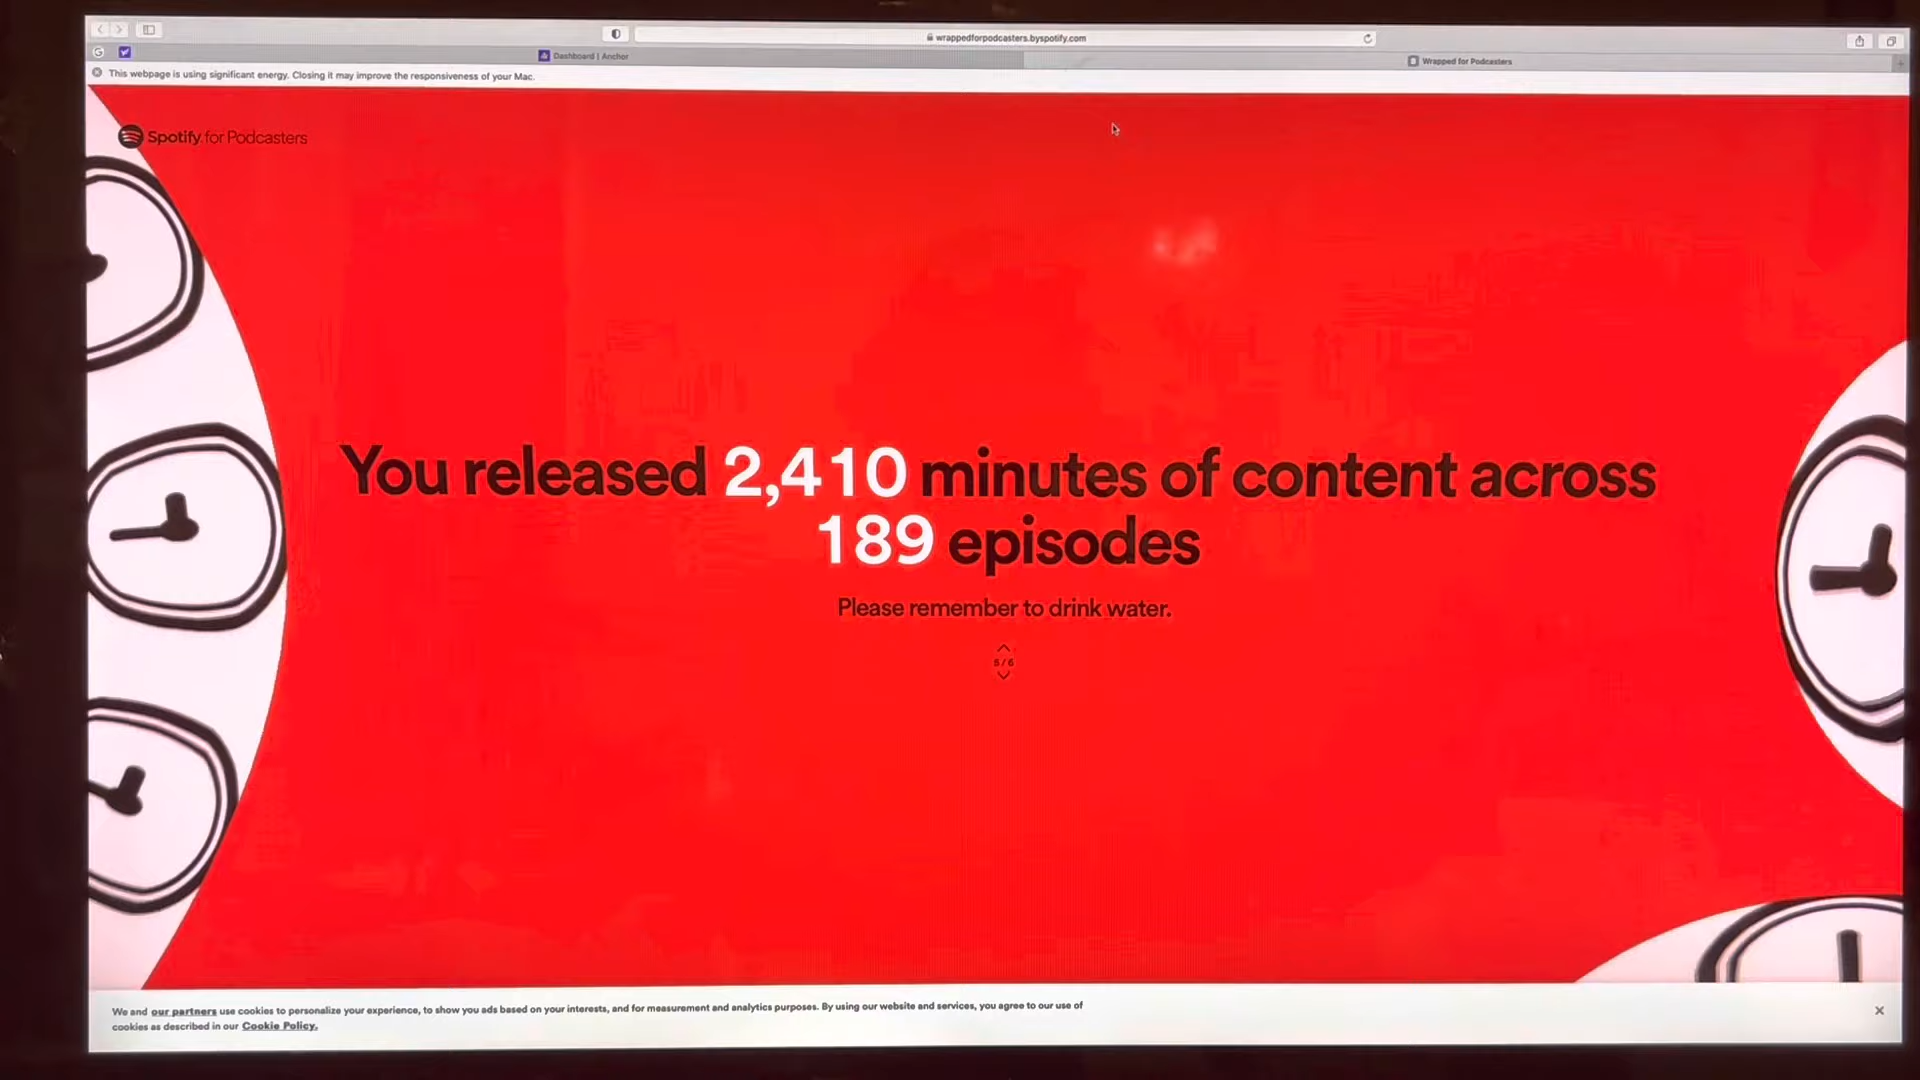 wrappedforpodcasters.byspotify.com
Dashboard | Anchor
Wrapped for Podcasters
This webpage is using significant energy. Closing it may improve the responsiveness of your Mac.
Spotify for Podcasters
You released 2,410 minutes of content across
189 episodes
Please remember to drink water.
5/6
We and our partners use cookies to personalize your experience, to show you ads based on your interests, and for measurement and analytics purposes. By using our website and services, you agree to our use of
cookies as described in our Cookie Policy.